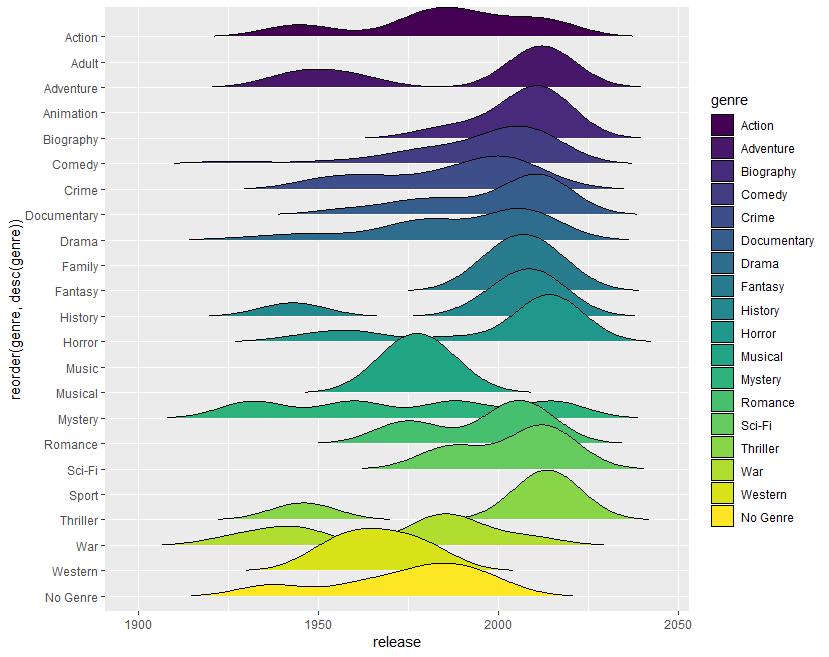 reorder(genre, desc(genre))
Action
Adult
Adventure
Animation
Biography
Comedy
Crime
Documentary
Drama
Family
Fantasy
History
Horror
Music
Musical
Mystery
Romance
Sci-Fi
Sport
Thriller
War
Western
No Genre
1900
1950
2000
2050
release
genre
Action
Adventure
Biography
Comedy
Crime
Documentary
Drama
Fantasy
History
Horror
Musical
Mystery
Romance
Sci-Fi
Thriller
War
Western
No Genre